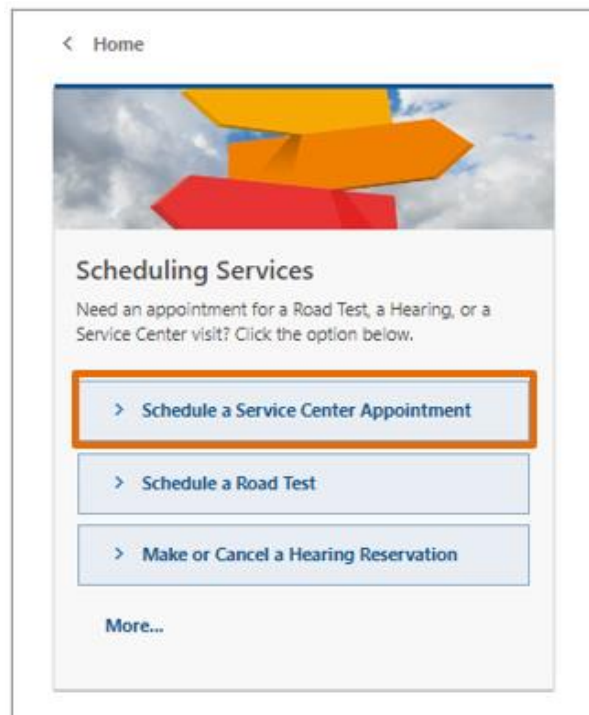 < Home
Scheduling Services
Need an appointment for a Road Test, a Hearing, or a
Service Center visit? Click the option below.
> Schedule a Service Center Appointment
> Schedule a Road Test
> Make or Cancel a Hearing Reservation
More...